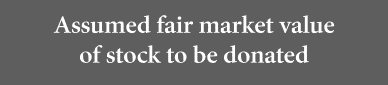 Assumed fair market value
of stock to be donated